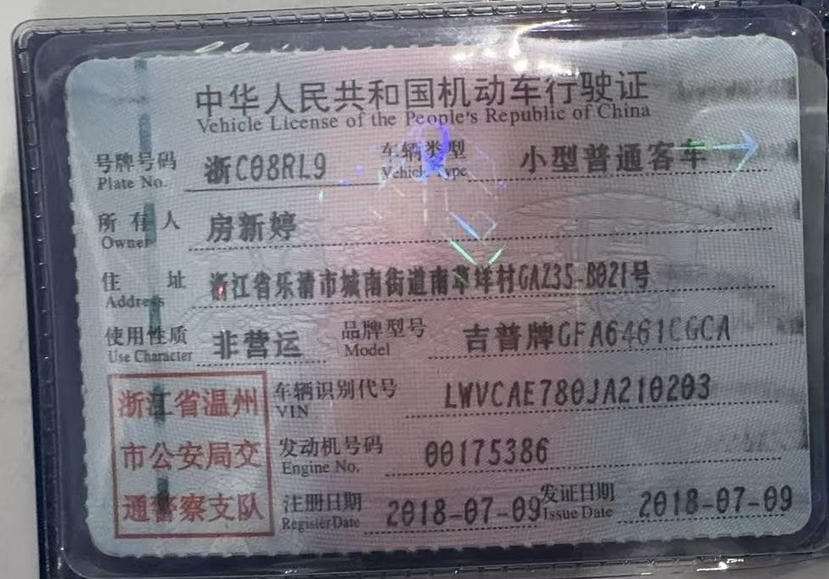 中华人民共和国机动车行驶证
Vehicle License of the People's Republic of China
号牌号码 浙C08RL9 车辆类型 小型普通客车
Plate No. Vehicle Type
所有人 房新婷
Owner
住址 浙江省乐清市城南街道南草垟村GAZ35-B021号
Address
使用性质 非营运 品牌型号 吉普牌GFA6461CGCA
Use Character Model
浙江省温州 车辆识别代号 LWVCAE780JA210203
VIN
市公安局交 发动机号码 00175386
Engine No.
通警察支队 注册日期 2018-07-09 发证日期 2018-07-09
Register Date Issue Date